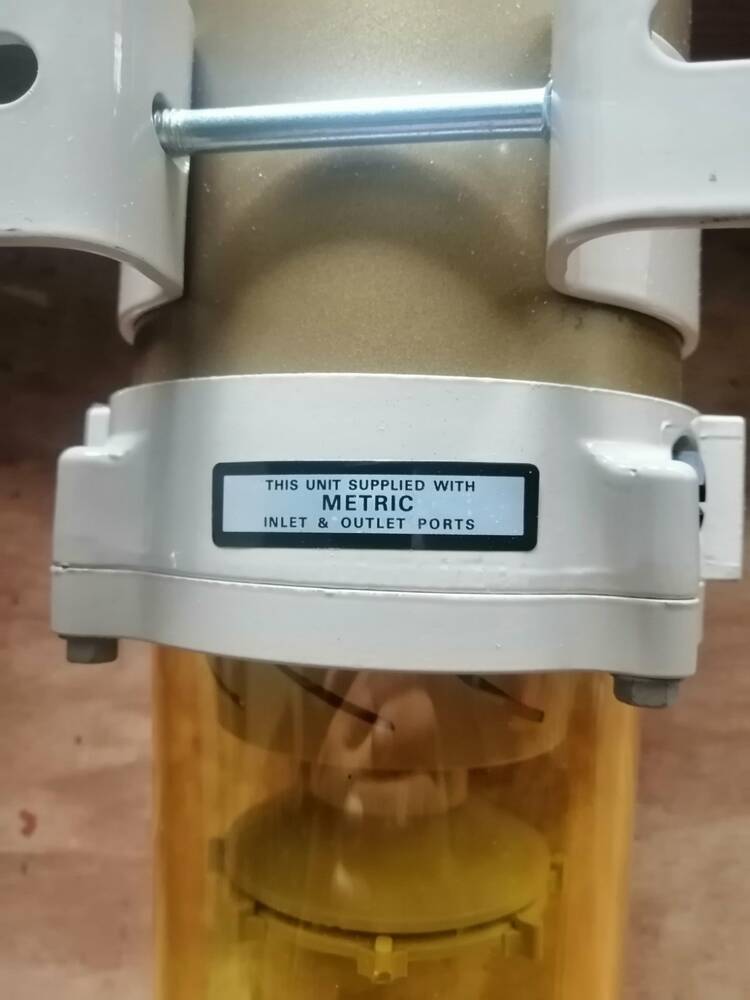 THIS UNIT SUPPLIED WITH
METRIC
INLET & OUTLET PORTS